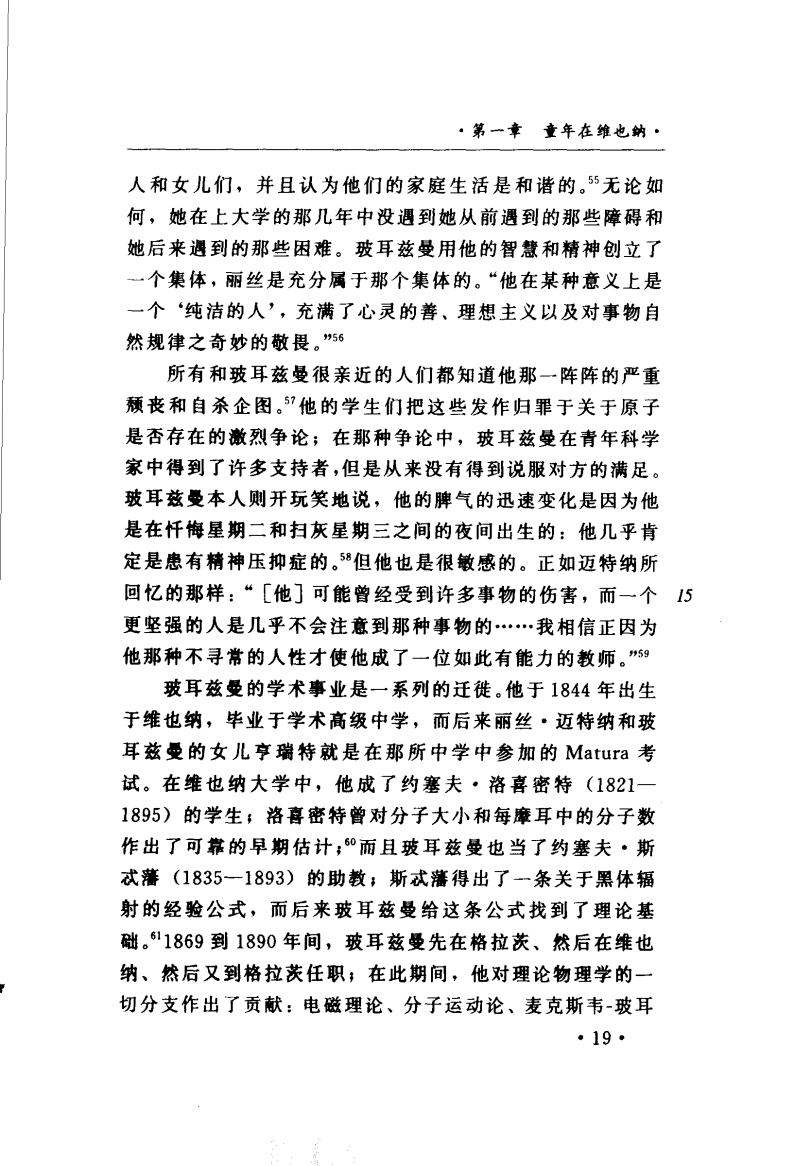 ·第一章 童年在维也纳·
人和女儿们，并且认为他们的家庭生活是和谐的。55无论如
何，她在上大学的那几年中没遇到她从前遇到的那些障碍和
她后来遇到的那些困难。玻耳兹曼用他的智慧和精神创立了
一个集体，丽丝是充分属于那个集体的。“他在某种意义上是
一个‘纯洁的人’，充满了心灵的善、理想主义以及对事物自
然规律之奇妙的敬畏。”56
所有和玻耳兹曼很亲近的人们都知道他那一阵阵的严重
颓丧和自杀企图。57他的学生们把这些发作归罪于关于原子
是否存在的激烈争论；在那种争论中，玻耳兹曼在青年科学
家中得到了许多支持者，但是从来没有得到说服对方的满足。
玻耳兹曼本人则开玩笑地说，他的脾气的迅速变化是因为他
是在忏悔星期二和扫灰星期三之间的夜间出生的：他几乎肯
定是患有精神压抑症的。58但他也是很敏感的。正如迈特纳所
回忆的那样：“［他］可能曾经受到许多事物的伤害，而一个 15
更坚强的人是几乎不会注意到那种事物的……我相信正因为
他那种不寻常的人性才使他成了一位如此有能力的教师。”59
玻耳兹曼的学术事业是一系列的迁徙。他于1844年出生
于维也纳，毕业于学术高级中学，而后来丽丝·迈特纳和玻
耳兹曼的女儿亨瑞特就是在那所中学中参加的 Matura 考
试。在维也纳大学中，他成了约塞夫·洛喜密特（1821—
1895）的学生；洛喜密特曾对分子大小和每摩耳中的分子数
作出了可靠的早期估计；60而且玻耳兹曼也当了约塞夫·斯
忒藩（1835—1893）的助教；斯忒藩得出了一条关于黑体辐
射的经验公式，而后来玻耳兹曼给这条公式找到了理论基
础。611869到1890年间，玻耳兹曼先在格拉茨、然后在维也
纳、然后又到格拉茨任职；在此期间，他对理论物理学的一
切分支作出了贡献：电磁理论、分子运动论、麦克斯韦-玻耳
·19·